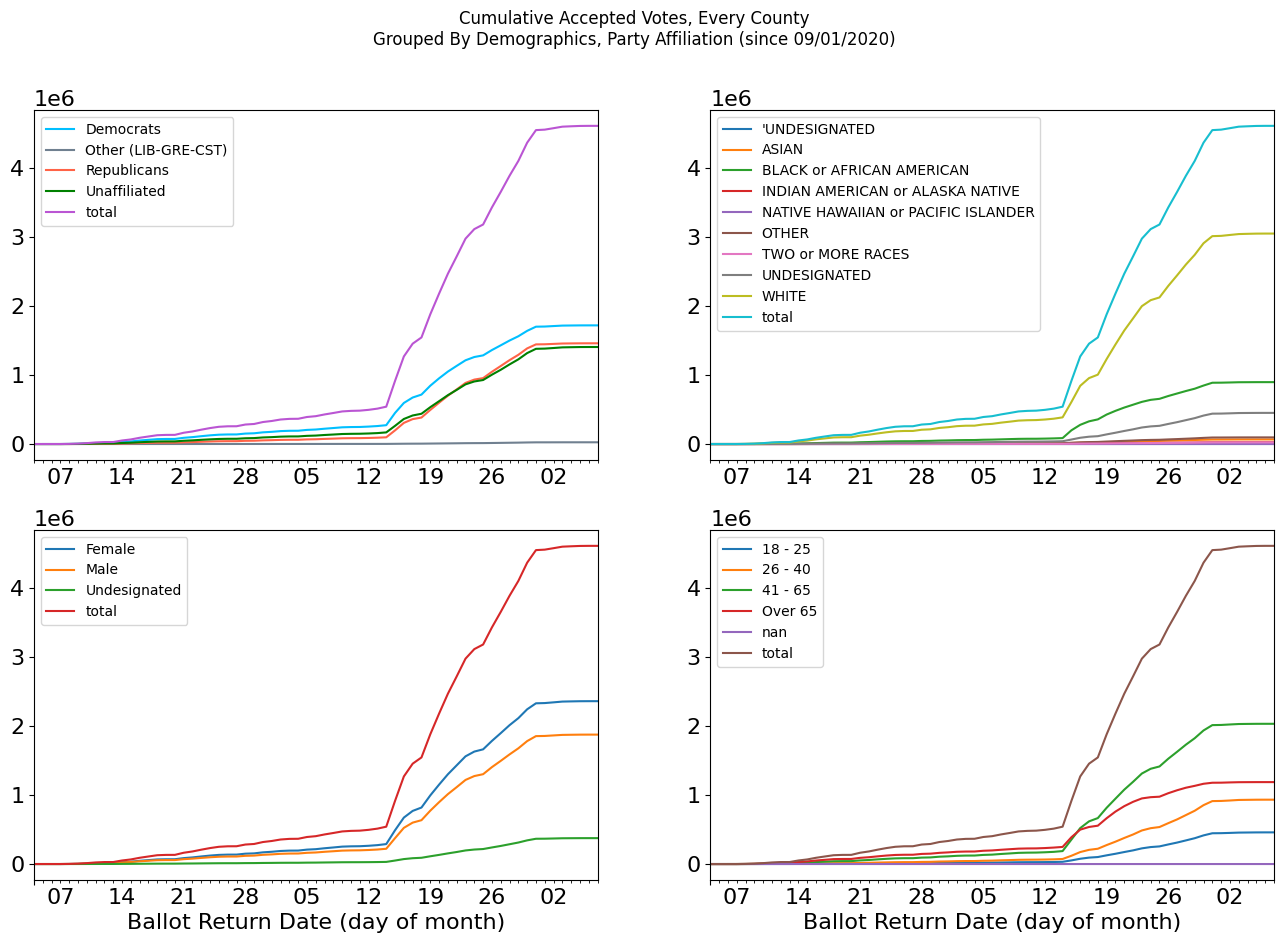 Cumulative Accepted Votes, Every County
Grouped By Demographics, Party Affiliation (since 09/01/2020)
1e6
Democrats
Other (LIB-GRE-CST)
Republicans
Unaffiliated
total
4
3
2
1
0
07 14 21 28 05 12 19 26 02
1e6
'UNDESIGNATED
ASIAN
BLACK or AFRICAN AMERICAN
INDIAN AMERICAN or ALASKA NATIVE
NATIVE HAWAIIAN or PACIFIC ISLANDER
OTHER
TWO or MORE RACES
UNDESIGNATED
WHITE
total
4
3
2
1
0
07 14 21 28 05 12 19 26 02
1e6
Female
Male
Undesignated
total
4
3
2
1
0
07 14 21 28 05 12 19 26 02
Ballot Return Date (day of month)
1e6
18 - 25
26 - 40
41 - 65
Over 65
nan
total
4
3
2
1
0
07 14 21 28 05 12 19 26 02
Ballot Return Date (day of month)